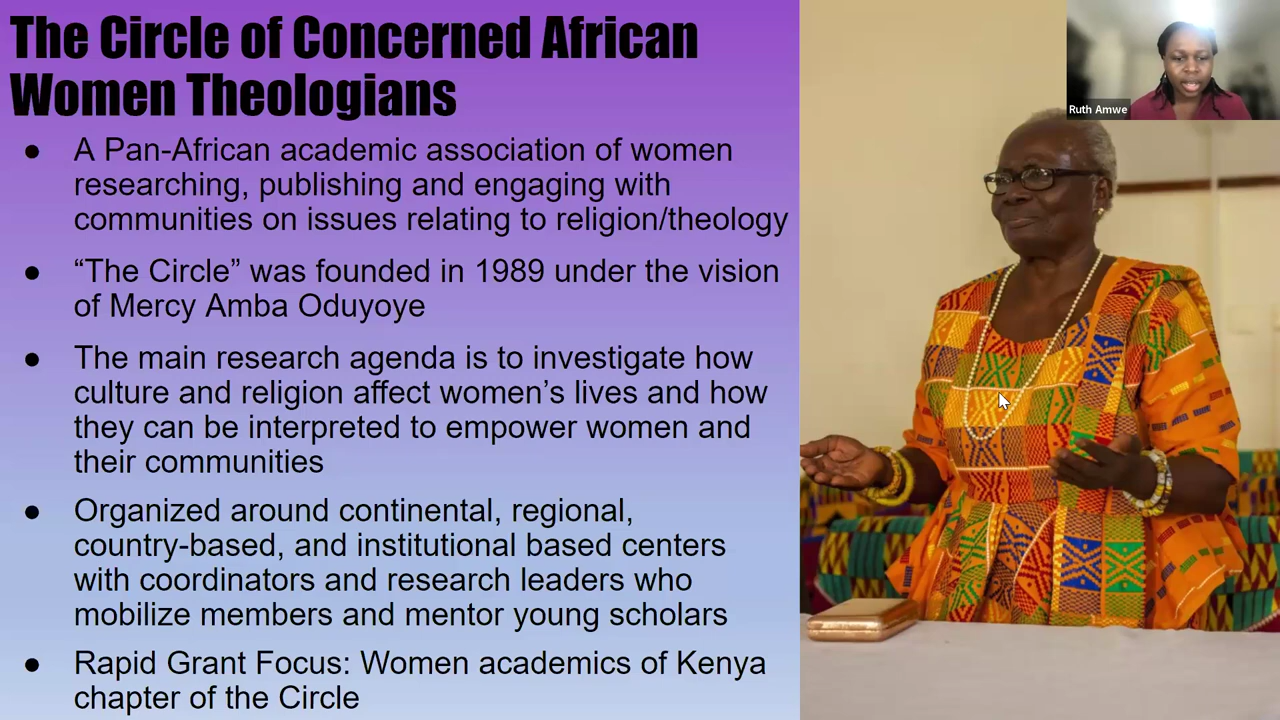 The Circle of Concerned African
Women Theologians
● A Pan-African academic association of women
researching, publishing and engaging with
communities on issues relating to religion/theology
● “The Circle” was founded in 1989 under the vision
of Mercy Amba Oduyoye
● The main research agenda is to investigate how
culture and religion affect women’s lives and how
they can be interpreted to empower women and
their communities
● Organized around continental, regional,
country-based, and institutional based centers
with coordinators and research leaders who
mobilize members and mentor young scholars
● Rapid Grant Focus: Women academics of Kenya
chapter of the Circle
Ruth Amwe